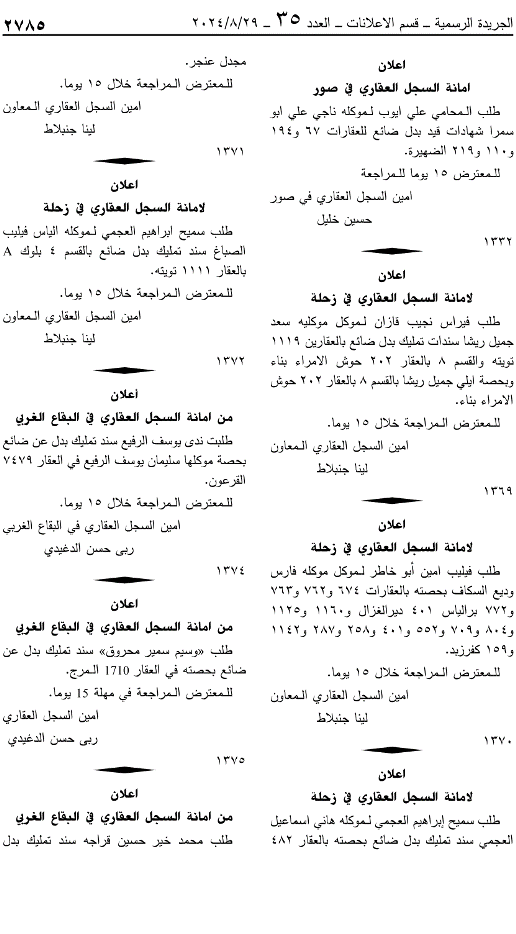 الجريدة الرسمية ــ قسم الاعلانات ــ العدد ٣٥ ــ ٢٠٢٤/٨/٢٩
٢٧٨٥
اعلان
امانة السجل العقاري في صور
طلب المحامي علي ايوب لموكله ناجي علي ابو
سمرا شهادات قيد بدل ضائع للعقارات ٦٧ و١٩٤
و١١٠ و٢١٩ الضهيرة.
للمعترض ١٥ يوما للمراجعة
امين السجل العقاري في صور
حسين خليل
١٣٣٢
اعلان
لامانة السجل العقاري في زحلة
طلب فيراس نجيب قازان لموكل موكليه سعد
جميل ريشا سندات تمليك بدل ضائع بالعقارين ١١١٩
تويته والقسم ٨ بالعقار ٢٠٢ حوش الامراء بناء
وبحصة ايلي جميل ريشا بالقسم ٨ بالعقار ٢٠٢ حوش
الامراء بناء.
للمعترض المراجعة خلال ١٥ يوما.
امين السجل العقاري المعاون
لينا جنبلاط
١٣٦٩
اعلان
لامانة السجل العقاري في زحلة
طلب فيليب امين أبو خاطر لموكل موكله فارس
وديع السكاف بحصته بالعقارات ٦٧٤ و٧٦٢ و٧٦٣
و٧٧٢ برالياس ٤٠١ ديرالغزال و١١٦٠ و١١٢٥
و٨٠٤ و٧٠٩ و٥٥٢ و٤٠١ و٢٥٨ و٢٨٧ و١١٤٢
و١٥٩ كفرزبد.
للمعترض المراجعة خلال ١٥ يوما.
امين السجل العقاري المعاون
لينا جنبلاط
١٣٧٠
اعلان
لامانة السجل العقاري في زحلة
طلب سميح إبراهيم العجمي لموكله هاني اسماعيل
العجمي سند تمليك بدل ضائع بحصته بالعقار ٤٨٢
مجدل عنجر.
للمعترض المراجعة خلال ١٥ يوما.
امين السجل العقاري المعاون
لينا جنبلاط
١٣٧١
اعلان
لامانة السجل العقاري في زحلة
طلب سميح ابراهيم العجمي لموكله الياس فيليب
الصباغ سند تمليك بدل ضائع بالقسم ٤ بلوك A
بالعقار ١١١١ تويته.
للمعترض المراجعة خلال ١٥ يوما.
امين السجل العقاري المعاون
لينا جنبلاط
١٣٧٢
أعلان
من امانة السجل العقاري في البقاع الغربي
طلبت ندى يوسف الرفيع سند تمليك بدل عن ضائع
بحصة موكلها سليمان يوسف الرفيع في العقار ٧٤٧٩
القرعون.
للمعترض المراجعة خلال ١٥ يوما.
امين السجل العقاري في البقاع الغربي
ربى حسن الدغيدي
١٣٧٤
اعلان
من امانة السجل العقاري في البقاع الغربي
طلب «وسيم سمير محروق» سند تمليك بدل عن
ضائع بحصته في العقار 1710 المرج.
للمعترض المراجعة في مهلة 15 يوما.
امين السجل العقاري
ربى حسن الدغيدي
١٣٧٥
اعلان
من امانة السجل العقاري في البقاع الغربي
طلب محمد خير حسين قراجه سند تمليك بدل